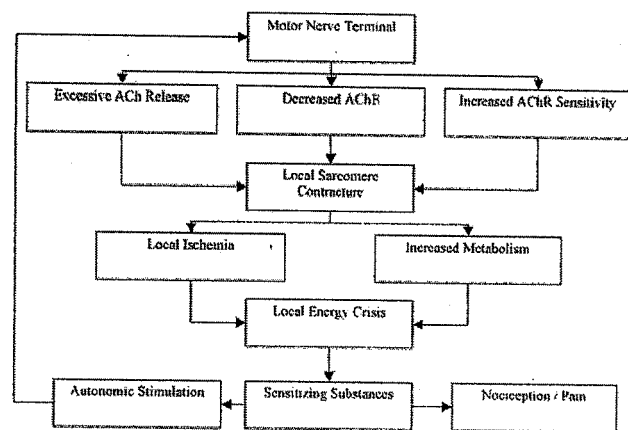 Motor Nerve Terminal
Excessive ACh Release
Decreased AChE
Increased AChR Sensitivity
Local Sarcomere
Contracture
Local Ischemia
Increased Metabolism
Local Energy Crisis
Autonomic Stimulation
Sensitizing Substances
Nociception / Pain